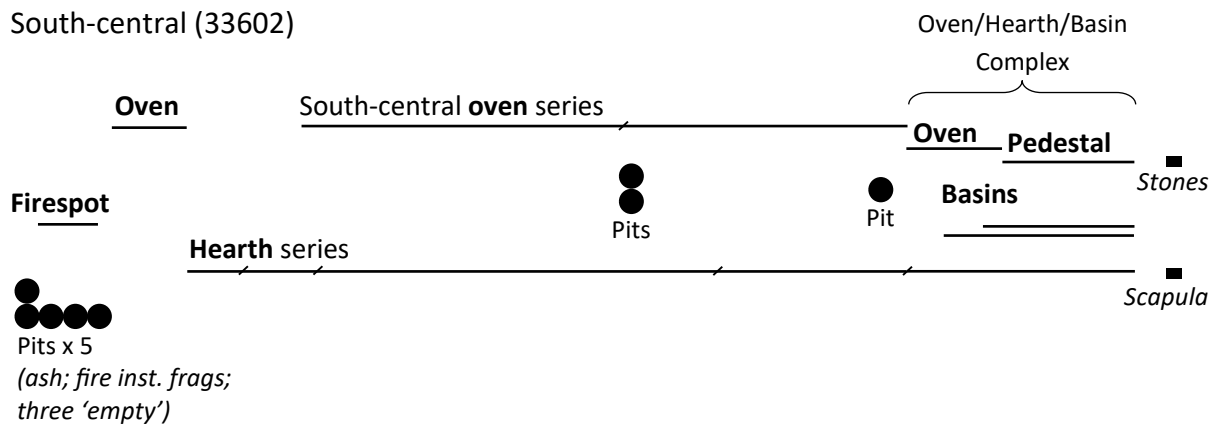 South-central (33602)
Oven/Hearth/Basin
Complex
Oven
South-central oven series
Oven
Pedestal
Stones
Firespot
Pits
Pit
Basins
Hearth series
Scapula
Pits x 5
(ash; fire inst. frags;
three ‘empty’)